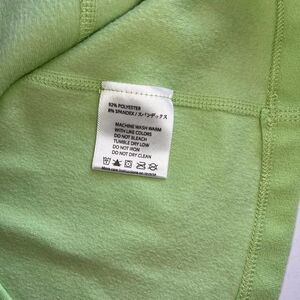 92% POLYESTER
8% SPANDEX / スパンデックス
MACHINE WASH WARM
WITH LIKE COLORS
DO NOT BLEACH
TUMBLE DRY LOW
DO NOT IRON
DO NOT DRY CLEAN